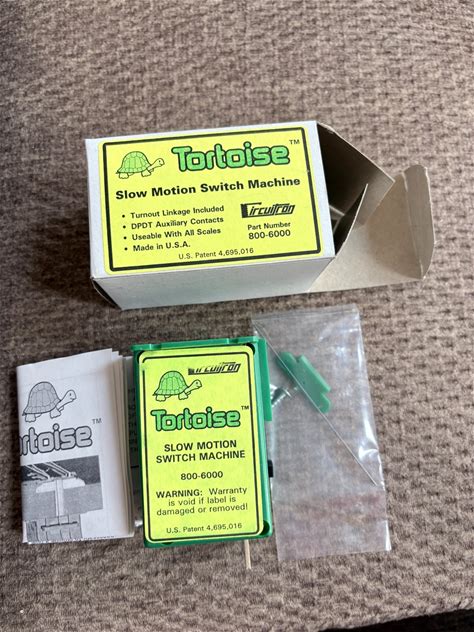 Tortoise™
Slow Motion Switch Machine
• Turnout Linkage Included
• DPDT Auxiliary Contacts
• Useable With All Scales
• Made in U.S.A.
Circuitron
Part Number
800-6000
U.S. Patent 4,695,016
rtoise™
Circuitron
Tortoise™
SLOW MOTION
SWITCH MACHINE
800-6000
WARNING: Warranty
is void if label is
damaged or removed!
U.S. Patent 4,695,016